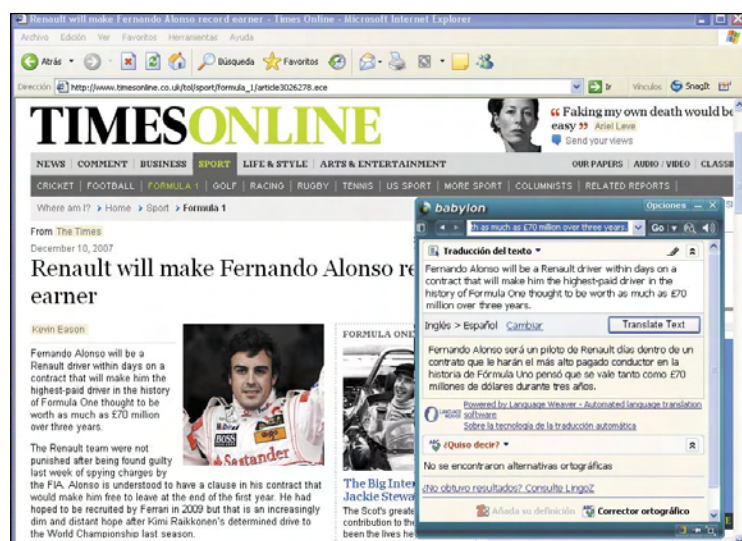 Renault will make Fernando Alonso record earner - Times Online - Microsoft Internet Explorer
Archivo Edición Ver Favoritos Herramientas Ayuda
Atrás Búsqueda Favoritos
Dirección http://www.timesonline.co.uk/tol/sport/formula_1/article3026278.ece Ir Vínculos SnagIt
TIMESONLINE
“ Faking my own death would be
easy ” Ariel Leve
Send your views
NEWS | COMMENT | BUSINESS | SPORT | LIFE & STYLE | ARTS & ENTERTAINMENT OUR PAPERS | AUDIO / VIDEO | CLASSI
CRICKET | FOOTBALL | FORMULA 1 | GOLF | RACING | RUGBY | TENNIS | US SPORT | MORE SPORT | COLUMNISTS | RELATED REPORTS |
Where am I? > Home > Sport > Formula 1
From The Times
December 10, 2007
Renault will make Fernando Alonso re
earner
Kevin Eason
Fernando Alonso will be a
Renault driver within days on a
contract that will make him the
highest-paid driver in the history
of Formula One thought to be
worth as much as £70 million
over three years.
The Renault team were not
punished after being found guilty
last week of spying charges by
the FIA. Alonso is understood to have a clause in his contract that
would make him free to leave at the end of the first year. He had
hoped to be recruited by Ferrari in 2009 but that is an increasingly
dim and distant hope after Kimi Raikkonen's determined drive to
the World Championship last season.
BOSS
Santander
FORMULA ONE
The Big Inter
Jackie Stewa
The Scot's greate
contribution to the
been the lives he
babylon Opciones
th as much as £70 million over three years. Go
Traducción del texto
Fernando Alonso will be a Renault driver within days on a
contract that will make him the highest-paid driver in the
history of Formula One thought to be worth as much as £70
million over three years.
Inglés > Español Cambiar Translate Text
Fernando Alonso será un piloto de Renault días dentro de un
contrato que le harán el más alto pagado conductor en la
historia de Fórmula Uno pensó que se vale tanto como £70
millones de dólares durante tres años.
LANGUAGE WEAVER Powered by Language Weaver - Automated language translation
software
Sobre la tecnología de la traducción automática
¿Quiso decir?
No se encontraron alternativas ortográficas
¿No obtuvo resultados? Consulte LingoZ
Añada su definición Corrector ortográfico